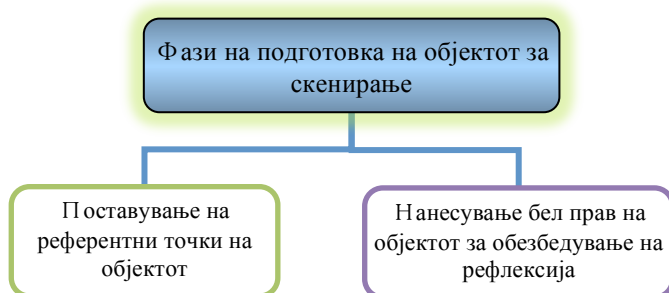 Фази на подготовка на објектот за
скенирање
Поставување на
референтни точки на
објектот
Нанесување бел прав на
објектот за обезбедување на
рефлексија